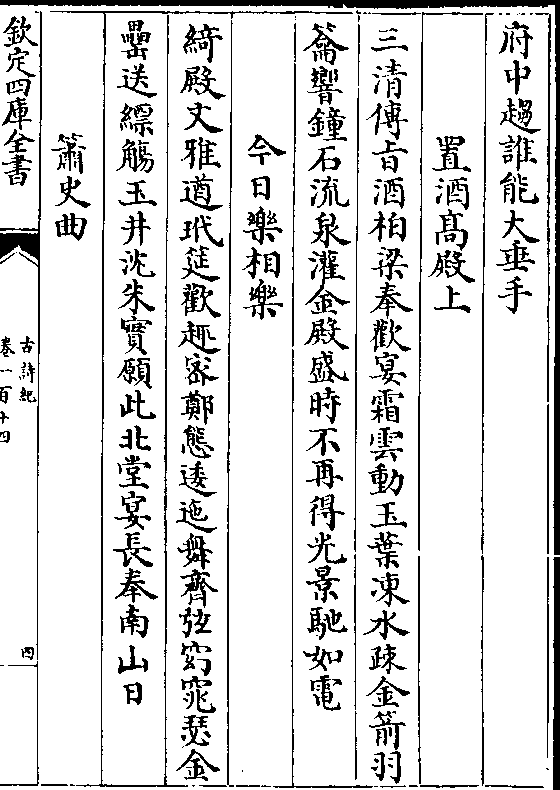 府中趨誰能大垂手
置酒髙殿上
三清傳旨酒柏梁奉歡宴霜雲動玉葉凍水疎金箭羽
籥響鐘石流泉灌金殿盛時不再得光景馳如電
今日樂相樂
綺殿文雅遒玳筵歡趣密鄭態逶迤舞齊弦窈窕瑟金
罍送縹觴玉井沈朱實願此北堂宴長奉南山日
簫史曲
欽定四庫全書
古詩紀
卷一百十四
四